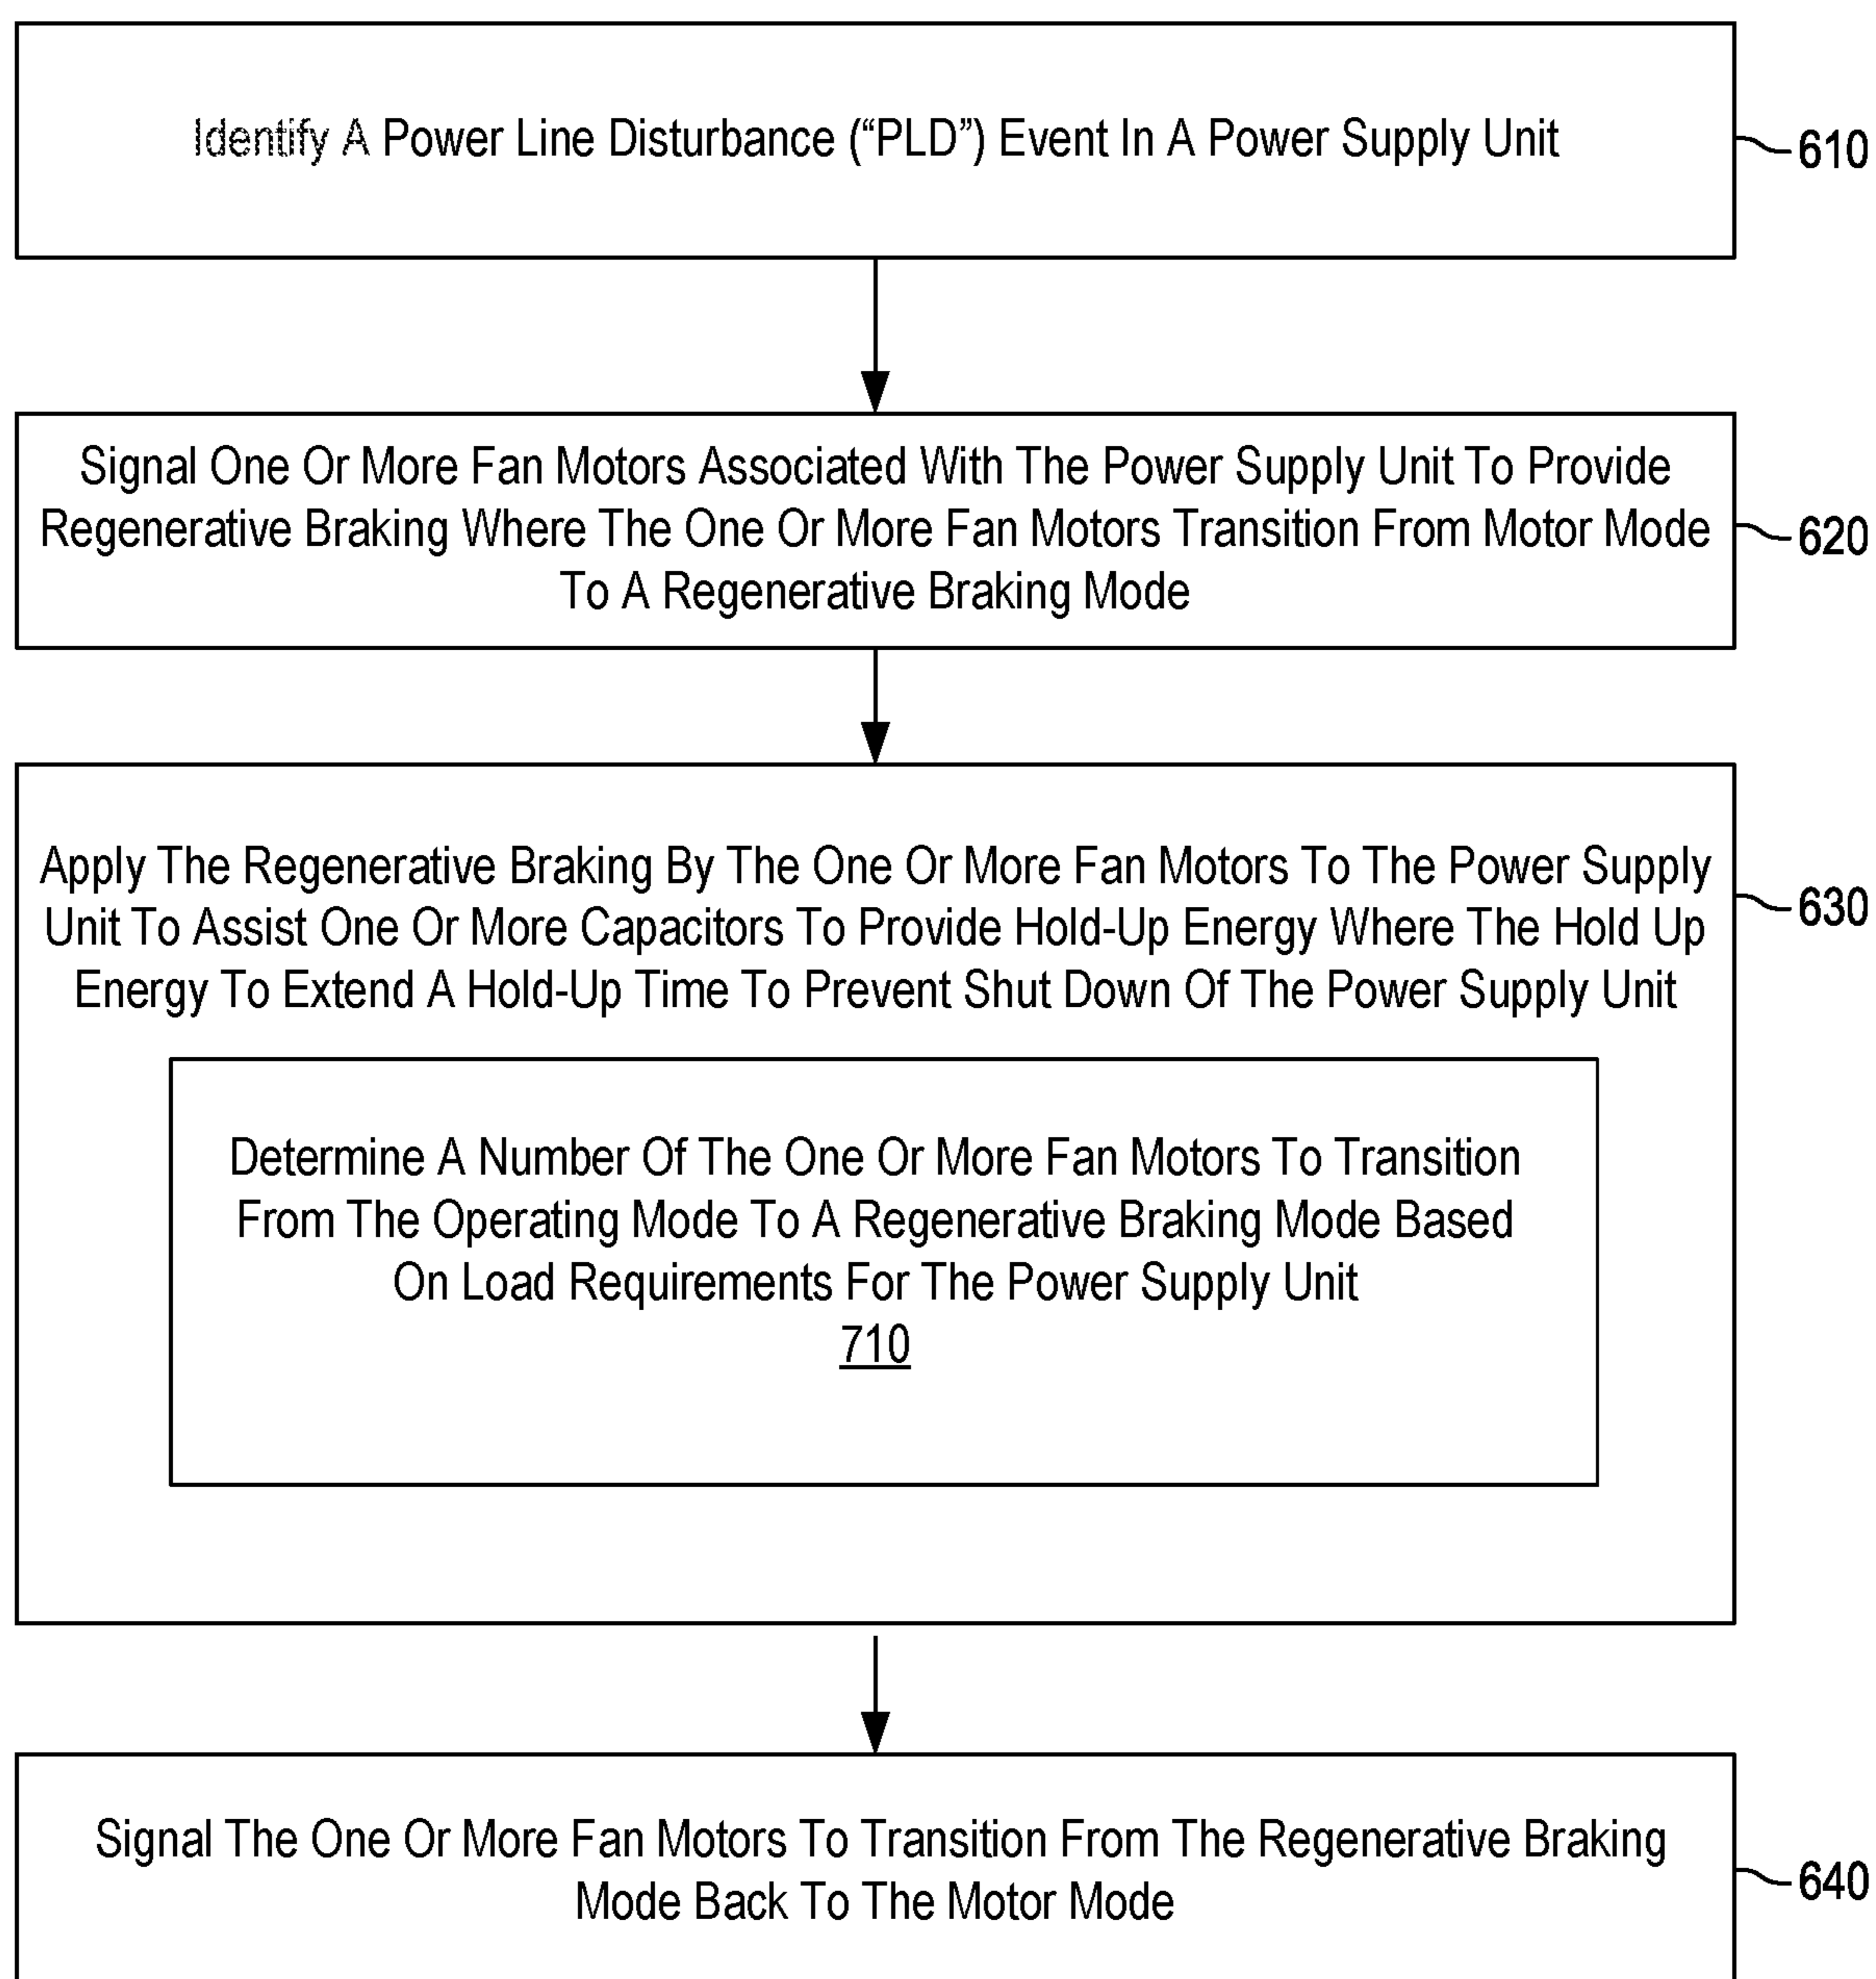 Identify A Power Line Disturbance (“PLD”) Event In A Power Supply Unit
610
Signal One Or More Fan Motors Associated With The Power Supply Unit To Provide
Regenerative Braking Where The One Or More Fan Motors Transition From Motor Mode
To A Regenerative Braking Mode
620
Apply The Regenerative Braking By The One Or More Fan Motors To The Power Supply
Unit To Assist One Or More Capacitors To Provide Hold-Up Energy Where The Hold Up
Energy To Extend A Hold-Up Time To Prevent Shut Down Of The Power Supply Unit
630
Determine A Number Of The One Or More Fan Motors To Transition
From The Operating Mode To A Regenerative Braking Mode Based
On Load Requirements For The Power Supply Unit
710
Signal The One Or More Fan Motors To Transition From The Regenerative Braking
Mode Back To The Motor Mode
640